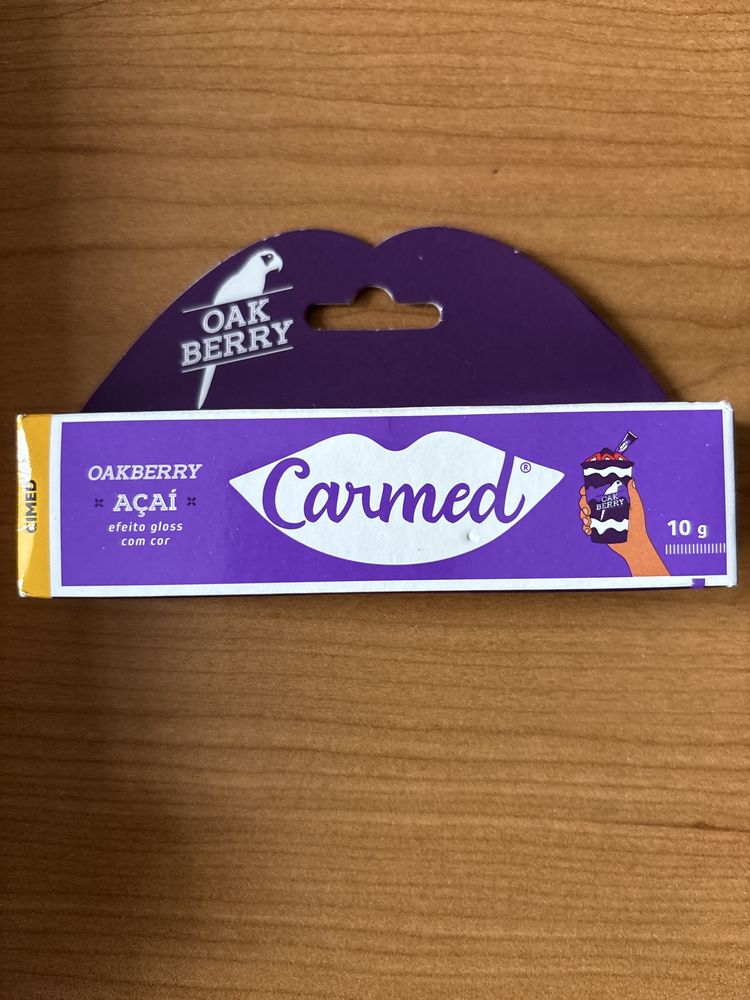 OAK
BERRY
CIMED
OAKBERRY
AÇAÍ
efeito gloss
com cor
Carmed®
OAK
BERRY
10 g